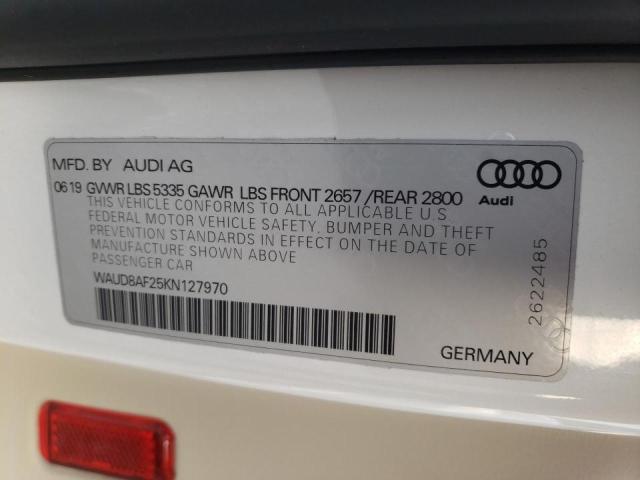 MFD. BY AUDI AG
06 19 GVWR LBS 5335 GAWR LBS FRONT 2657 / REAR 2800
THIS VEHICLE CONFORMS TO ALL APPLICABLE U.S.
FEDERAL MOTOR VEHICLE SAFETY, BUMPER AND THEFT
PREVENTION STANDARDS IN EFFECT ON THE DATE OF
MANUFACTURE SHOWN ABOVE
PASSENGER CAR
WAUD8AF25KN127970
Audi
2622485
GERMANY